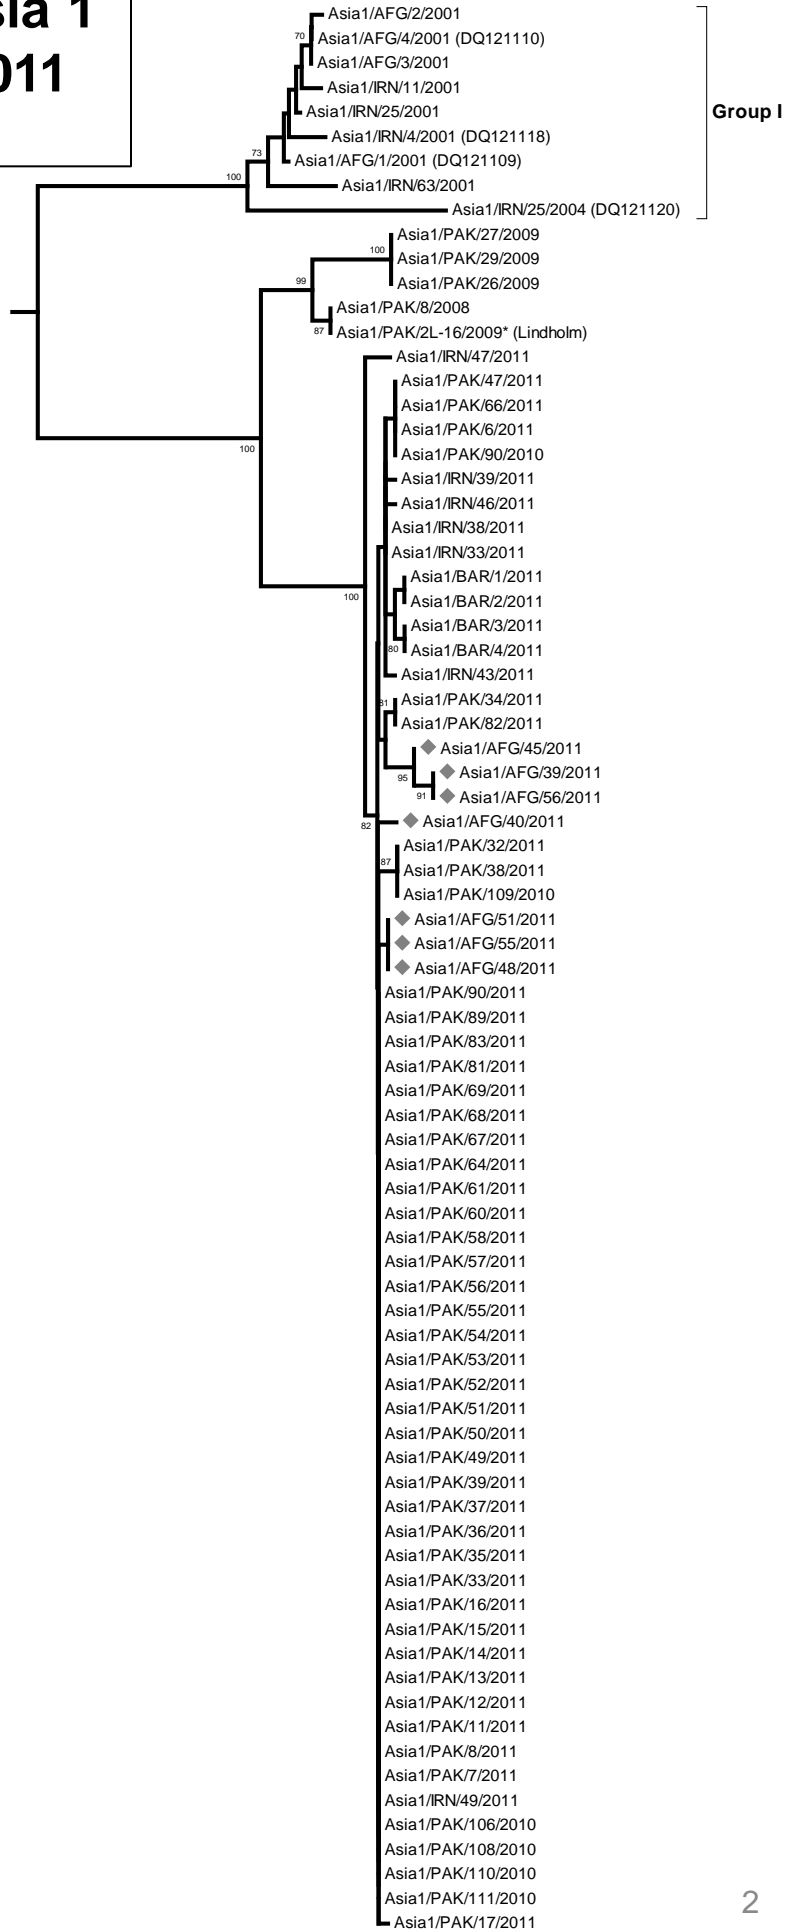 sia 1
011
Asia1/AFG/2/2001
70
Asia1/AFG/4/2001 (DQ121110)
Asia1/AFG/3/2001
Asia1/IRN/11/2001
Asia1/IRN/25/2001
Group I
Asia1/IRN/4/2001 (DQ121118)
73
Asia1/AFG/1/2001 (DQ121109)
100
Asia1/IRN/63/2001
Asia1/IRN/25/2004 (DQ121120)
Asia1/PAK/27/2009
100
Asia1/PAK/29/2009
Asia1/PAK/26/2009
99
Asia1/PAK/8/2008
87
Asia1/PAK/2L-16/2009* (Lindholm)
Asia1/IRN/47/2011
Asia1/PAK/47/2011
Asia1/PAK/66/2011
Asia1/PAK/6/2011
100
Asia1/PAK/90/2010
Asia1/IRN/39/2011
Asia1/IRN/46/2011
Asia1/IRN/38/2011
Asia1/IRN/33/2011
Asia1/BAR/1/2011
100
Asia1/BAR/2/2011
Asia1/BAR/3/2011
80
Asia1/BAR/4/2011
Asia1/IRN/43/2011
81
Asia1/PAK/34/2011
Asia1/PAK/82/2011
Asia1/AFG/45/2011
95
Asia1/AFG/39/2011
91
Asia1/AFG/56/2011
82
Asia1/AFG/40/2011
Asia1/PAK/32/2011
87
Asia1/PAK/38/2011
Asia1/PAK/109/2010
Asia1/AFG/51/2011
Asia1/AFG/55/2011
Asia1/AFG/48/2011
Asia1/PAK/90/2011
Asia1/PAK/89/2011
Asia1/PAK/83/2011
Asia1/PAK/81/2011
Asia1/PAK/69/2011
Asia1/PAK/68/2011
Asia1/PAK/67/2011
Asia1/PAK/64/2011
Asia1/PAK/61/2011
Asia1/PAK/60/2011
Asia1/PAK/58/2011
Asia1/PAK/57/2011
Asia1/PAK/56/2011
Asia1/PAK/55/2011
Asia1/PAK/54/2011
Asia1/PAK/53/2011
Asia1/PAK/52/2011
Asia1/PAK/51/2011
Asia1/PAK/50/2011
Asia1/PAK/49/2011
Asia1/PAK/39/2011
Asia1/PAK/37/2011
Asia1/PAK/36/2011
Asia1/PAK/35/2011
Asia1/PAK/33/2011
Asia1/PAK/16/2011
Asia1/PAK/15/2011
Asia1/PAK/14/2011
Asia1/PAK/13/2011
Asia1/PAK/12/2011
Asia1/PAK/11/2011
Asia1/PAK/8/2011
Asia1/PAK/7/2011
Asia1/IRN/49/2011
Asia1/PAK/106/2010
Asia1/PAK/108/2010
Asia1/PAK/110/2010
Asia1/PAK/111/2010
Asia1/PAK/17/2011
2